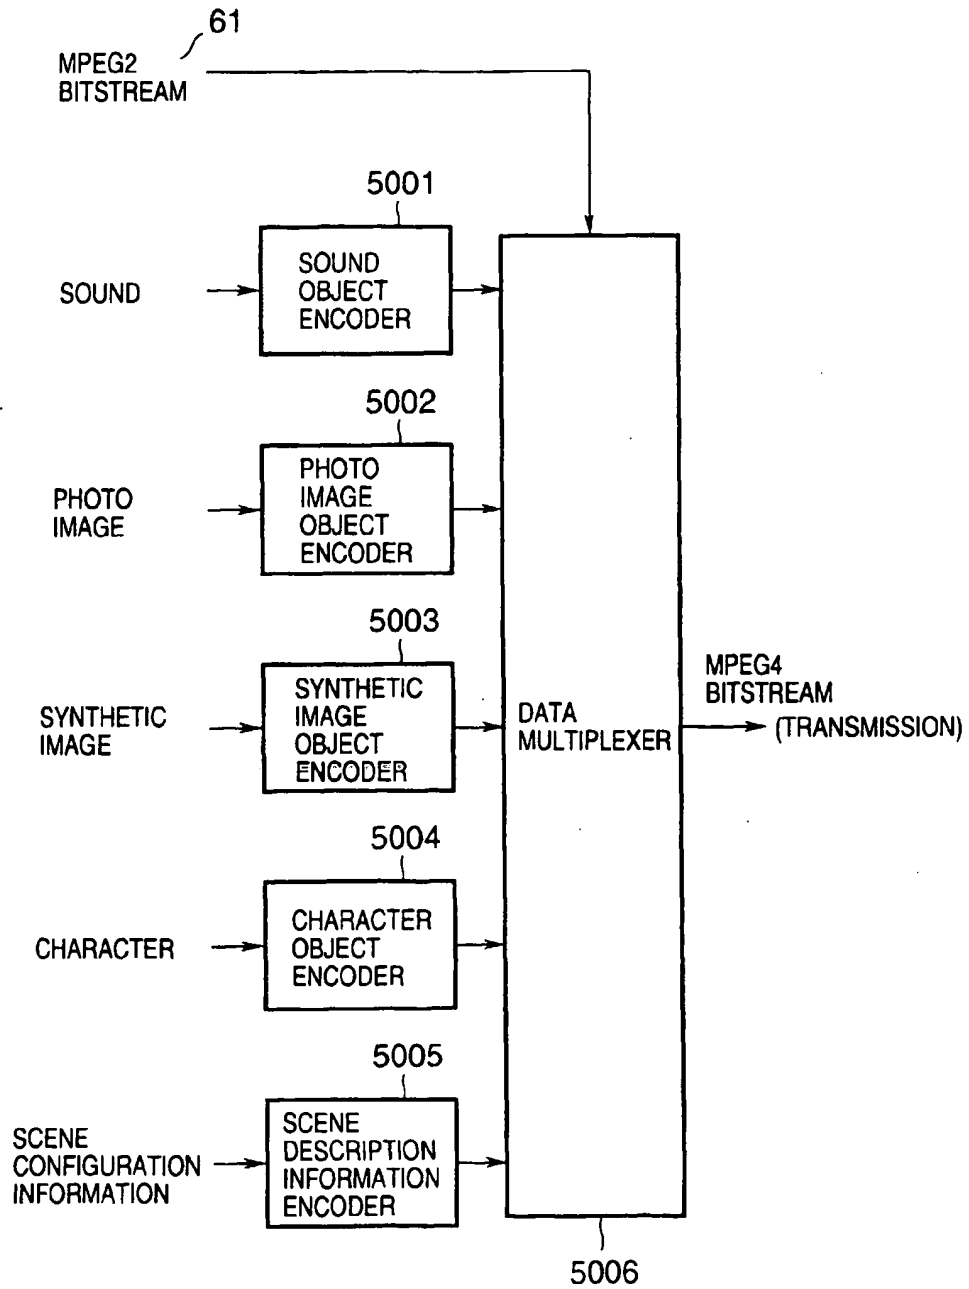 61
MPEG2
BITSTREAM
5001
SOUND
SOUND
OBJECT
ENCODER
5002
PHOTO
IMAGE
PHOTO
IMAGE
OBJECT
ENCODER
5003
SYNTHETIC
IMAGE
SYNTHETIC
IMAGE
OBJECT
ENCODER
DATA
MULTIPLEXER
MPEG4
BITSTREAM
(TRANSMISSION)
5004
CHARACTER
CHARACTER
OBJECT
ENCODER
5005
SCENE
CONFIGURATION
INFORMATION
SCENE
DESCRIPTION
INFORMATION
ENCODER
5006